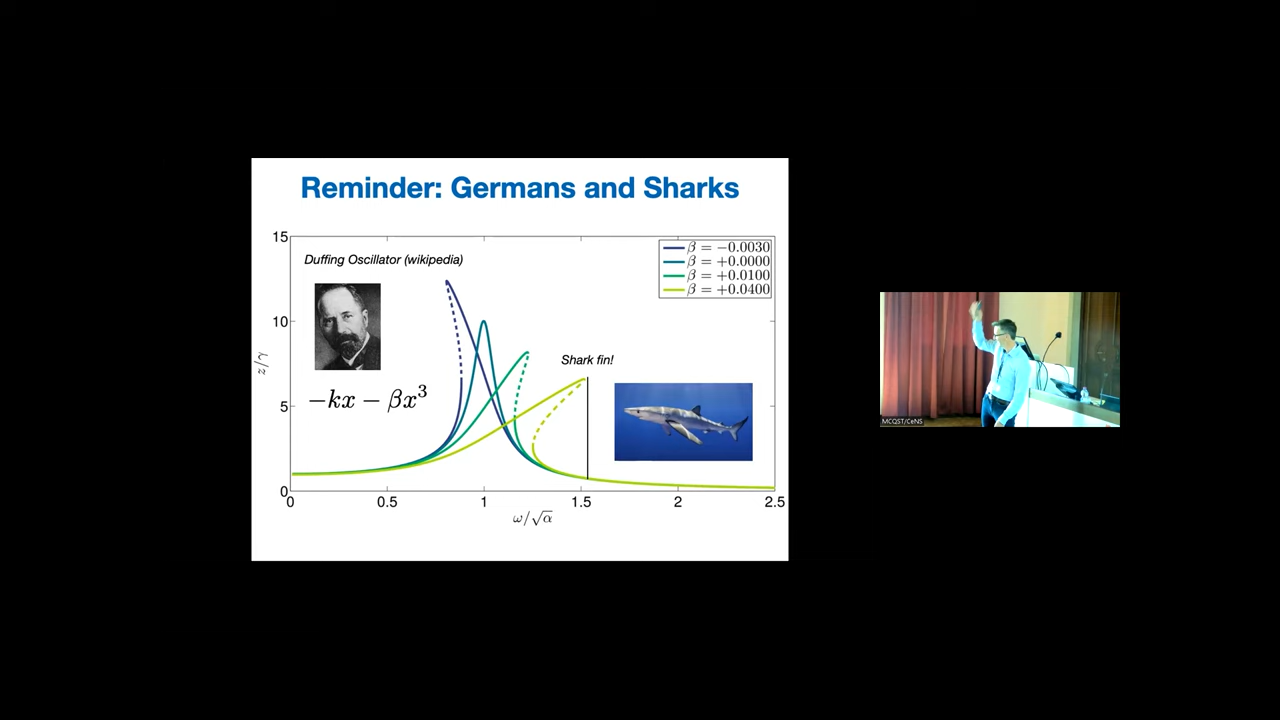 Reminder: Germans and Sharks
15
10
5
0
z/γ
Duffing Oscillator (wikipedia)
−kx − βx³
β = −0.0030
β = +0.0000
β = +0.0100
β = +0.0400
Shark fin!
0 0.5 1 1.5 2 2.5
ω/√α
MCQST/CeNS